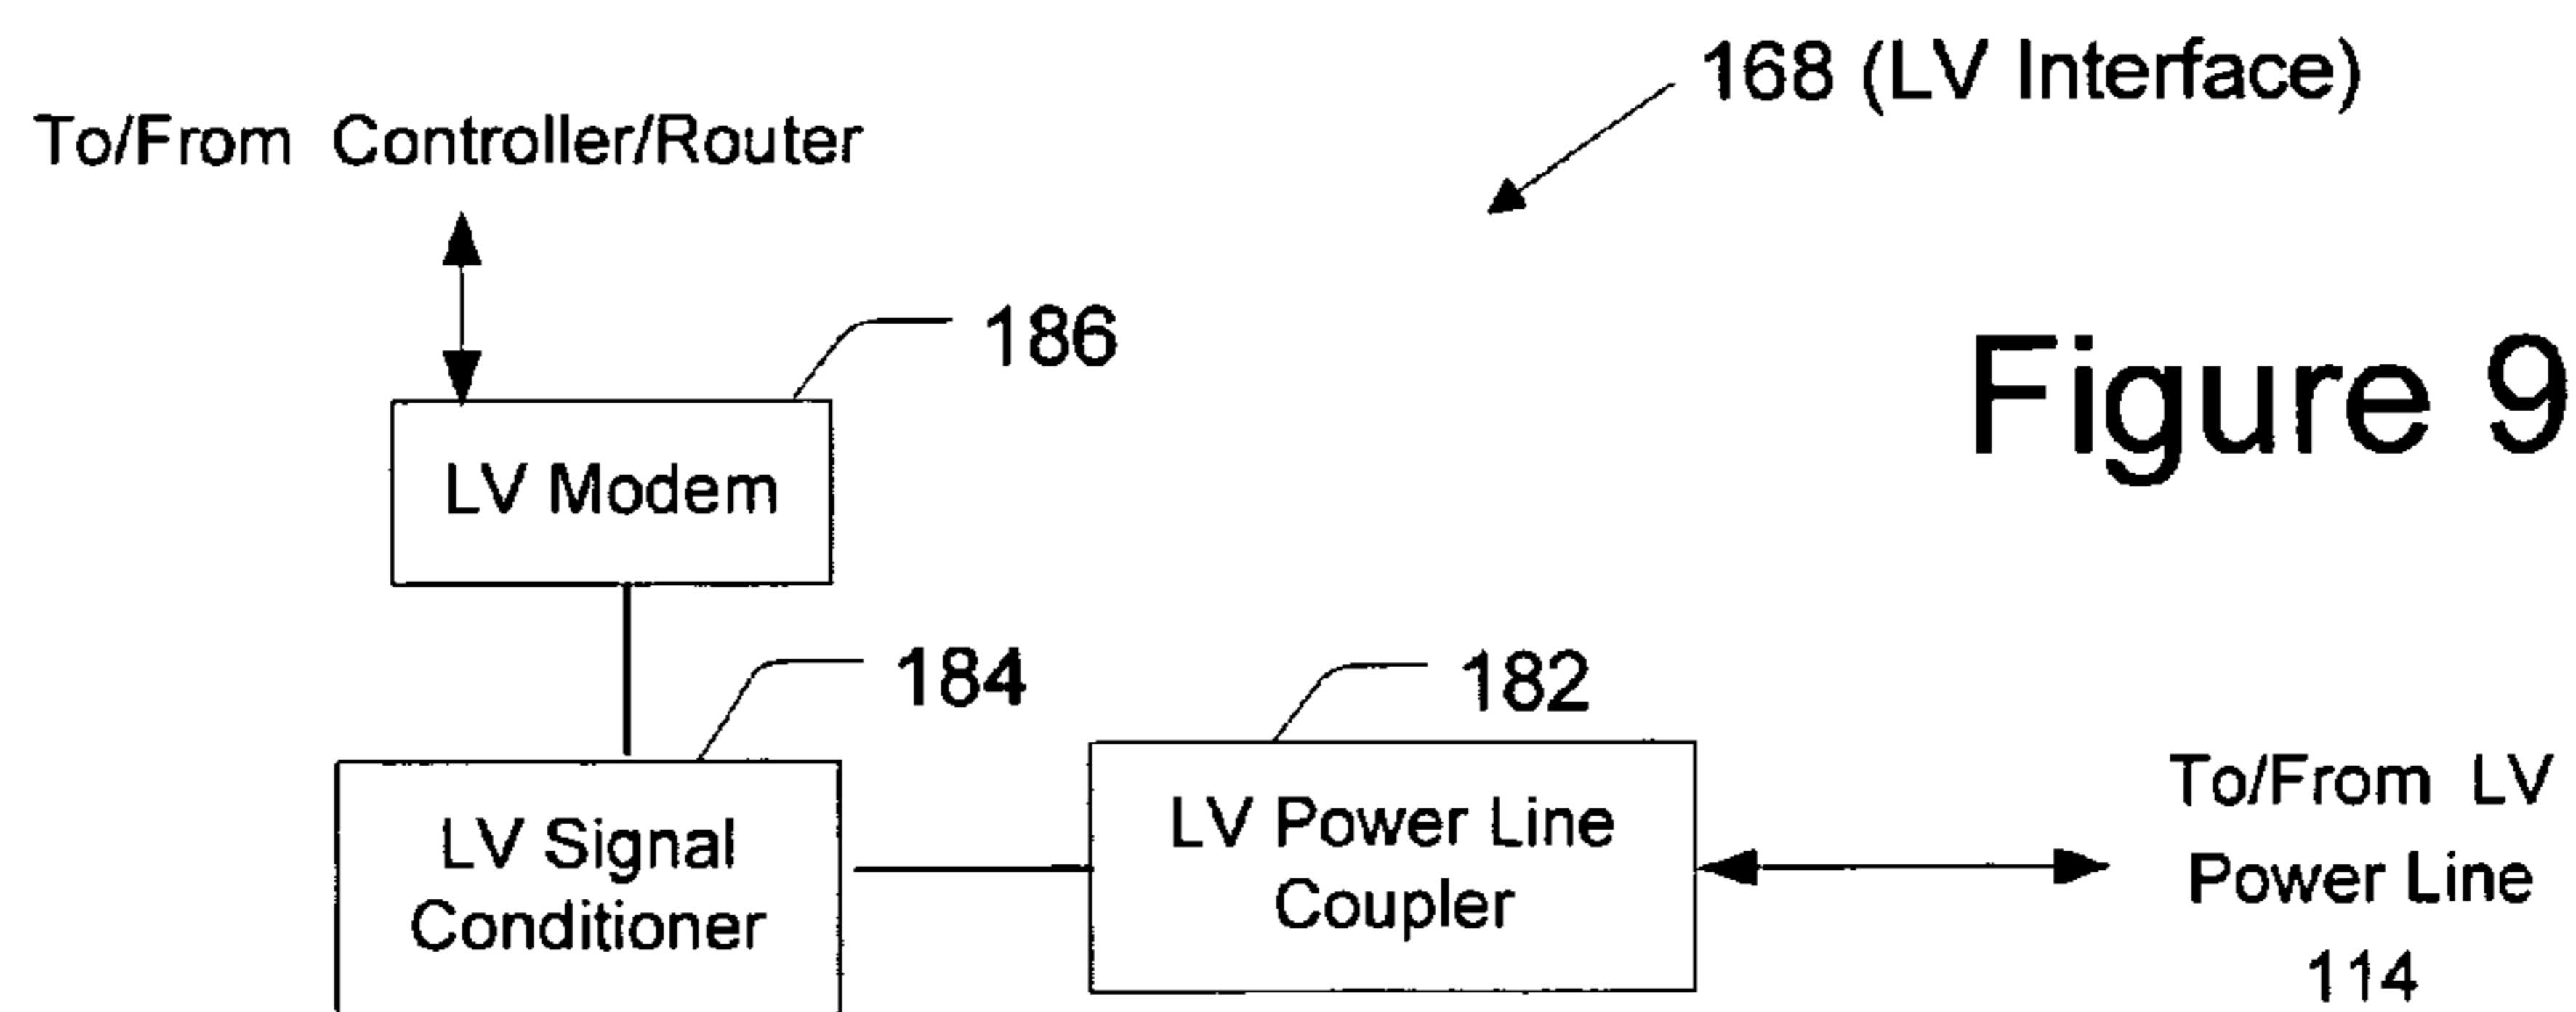 168 (LV Interface)
To/From Controller/Router
186
Figure 9
LV Modem
184
182
LV Signal
Conditioner
LV Power Line
Coupler
To/From LV
Power Line
114